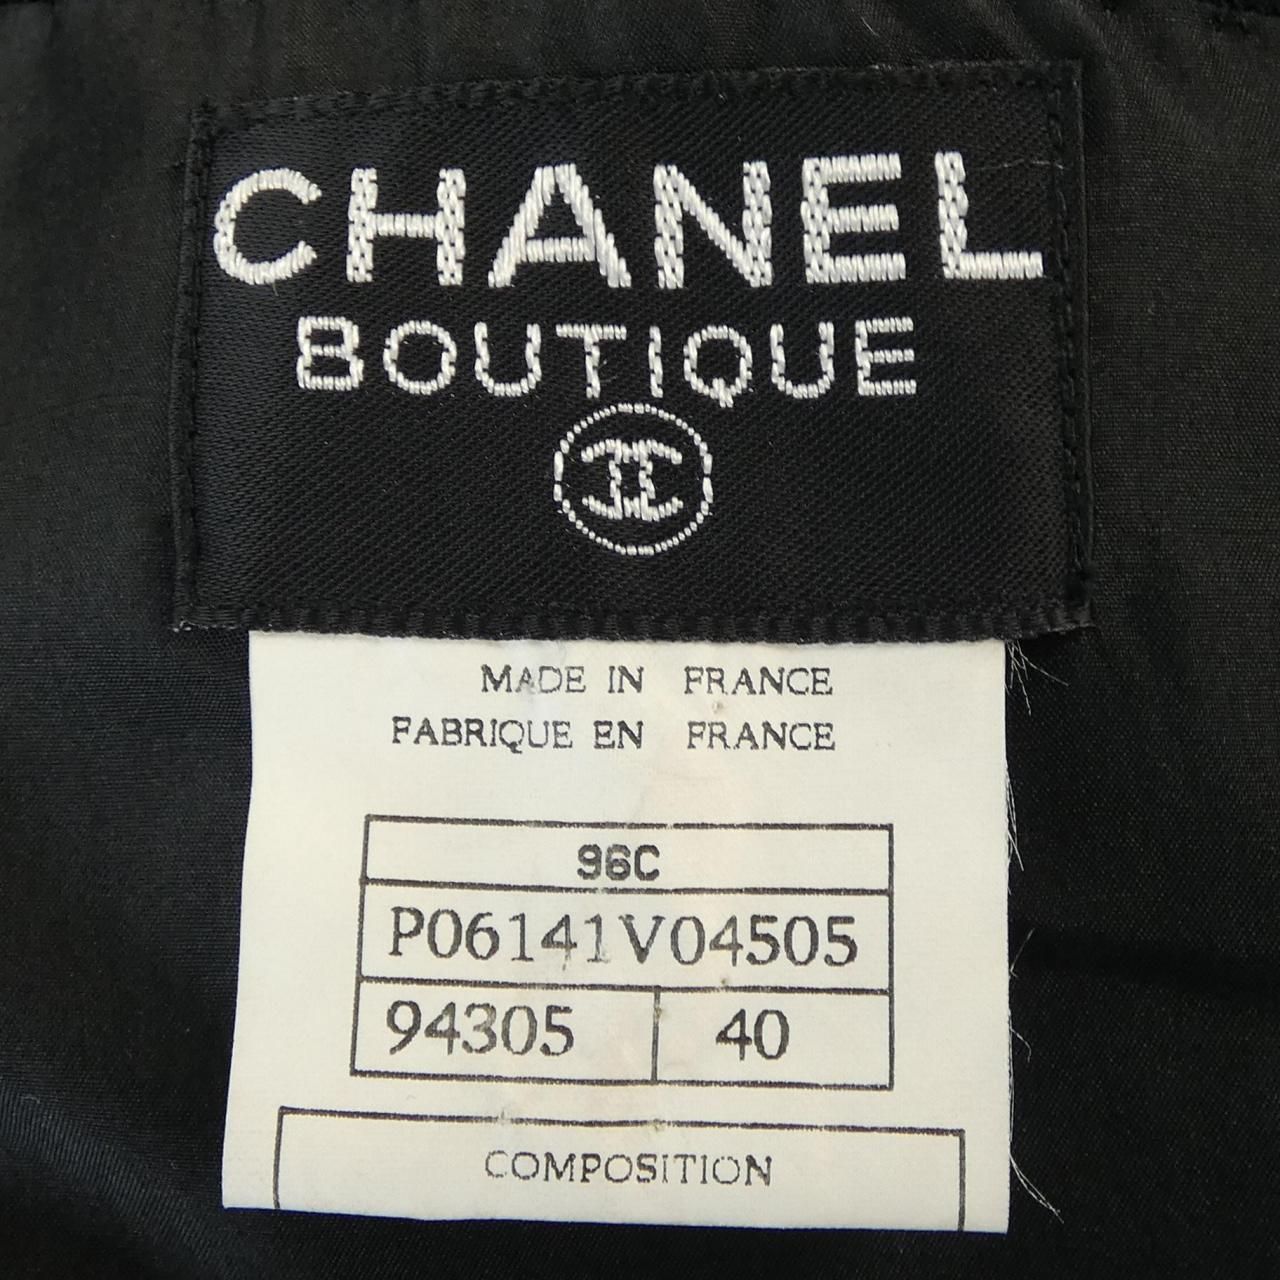 CHANEL
BOUTIQUE
MADE IN FRANCE
FABRIQUE EN FRANCE
96C
P06141V04505
94305 40
COMPOSITION